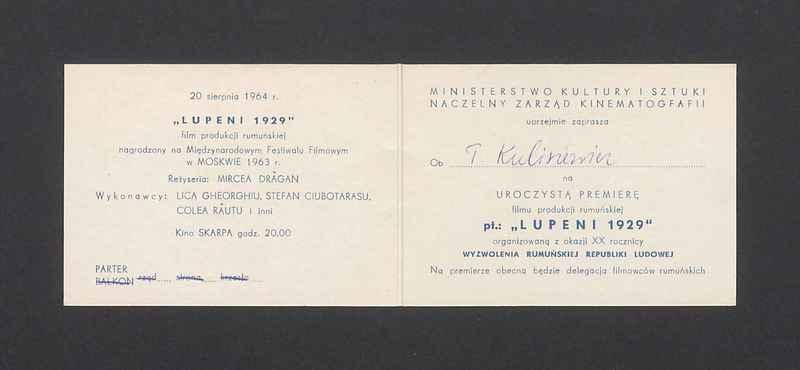 20 sierpnia 1964 r.
„LUPENI 1929"
film produkcji rumuńskiej
nagrodzony na Międzynarodowym Festiwalu Filmowym
w MOSKWIE 1963 r.
Reżyseria: MIRCEA DRĂGAN
Wykonawcy: LICA GHEORGHIU, STEFAN CIUBOTARASU,
COLEA RĂUTU i inni
Kino SKARPA godz. 20.00
PARTER
BALKON rząd ..... strona, .... krzesło ....
MINISTERSTWO KULTURY I SZTUKI
NACZELNY ZARZĄD KINEMATOGRAFII
uprzejmie zaprasza
Ob. T. Kulisiewicz
na
UROCZYSTĄ PREMIERĘ
filmu produkcji rumuńskiej
pt.: „LUPENI 1929"
organizowaną z okazji XX rocznicy
WYZWOLENIA RUMUŃSKIEJ REPUBLIKI LUDOWEJ
Na premierze obecna będzie delegacja filmowców rumuńskich